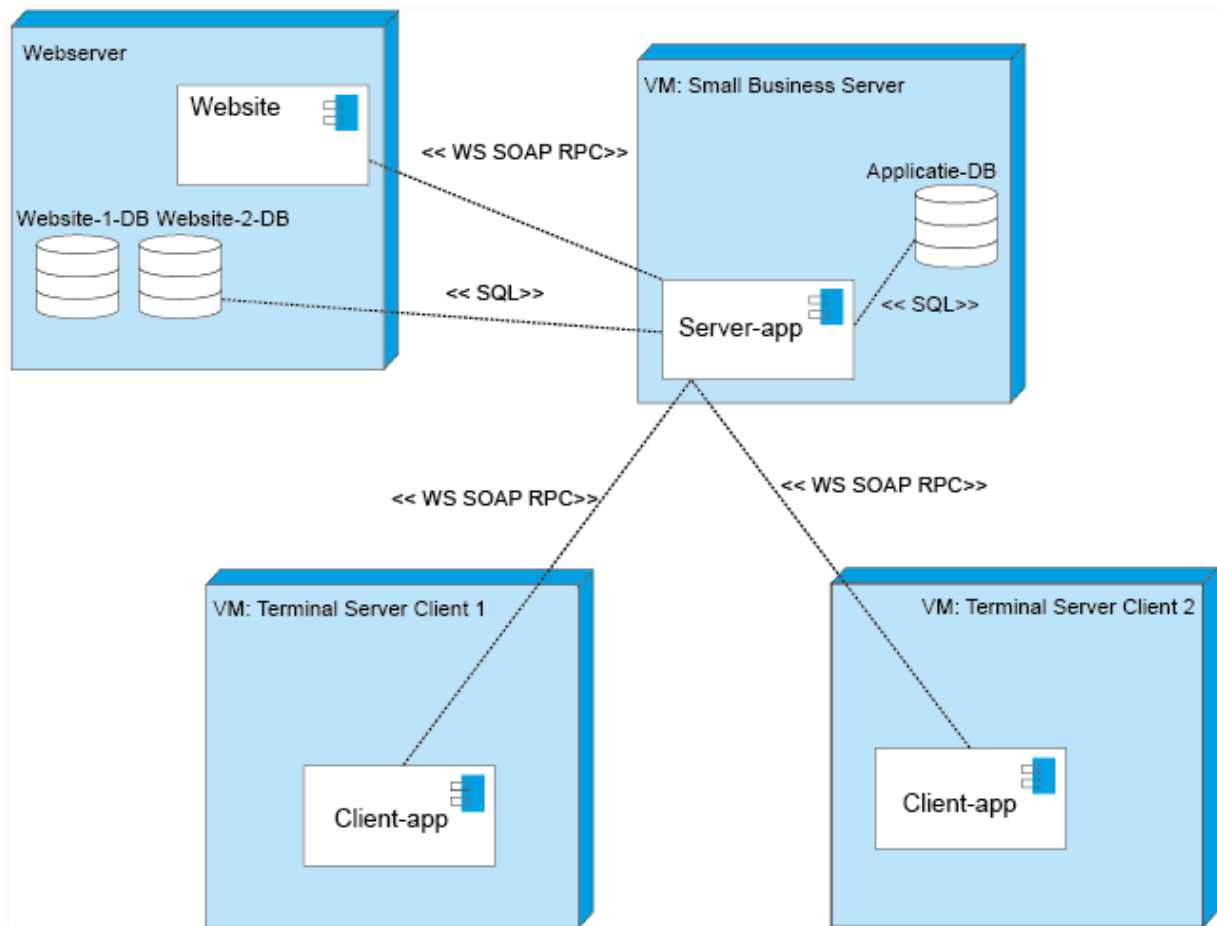 Webserver
Website
Website-1-DB Website-2-DB
<< WS SOAP RPC>>
<< SQL>>
VM: Small Business Server
Applicatie-DB
<< SQL>>
Server-app
<< WS SOAP RPC>>
<< WS SOAP RPC>>
VM: Terminal Server Client 1
Client-app
VM: Terminal Server Client 2
Client-app